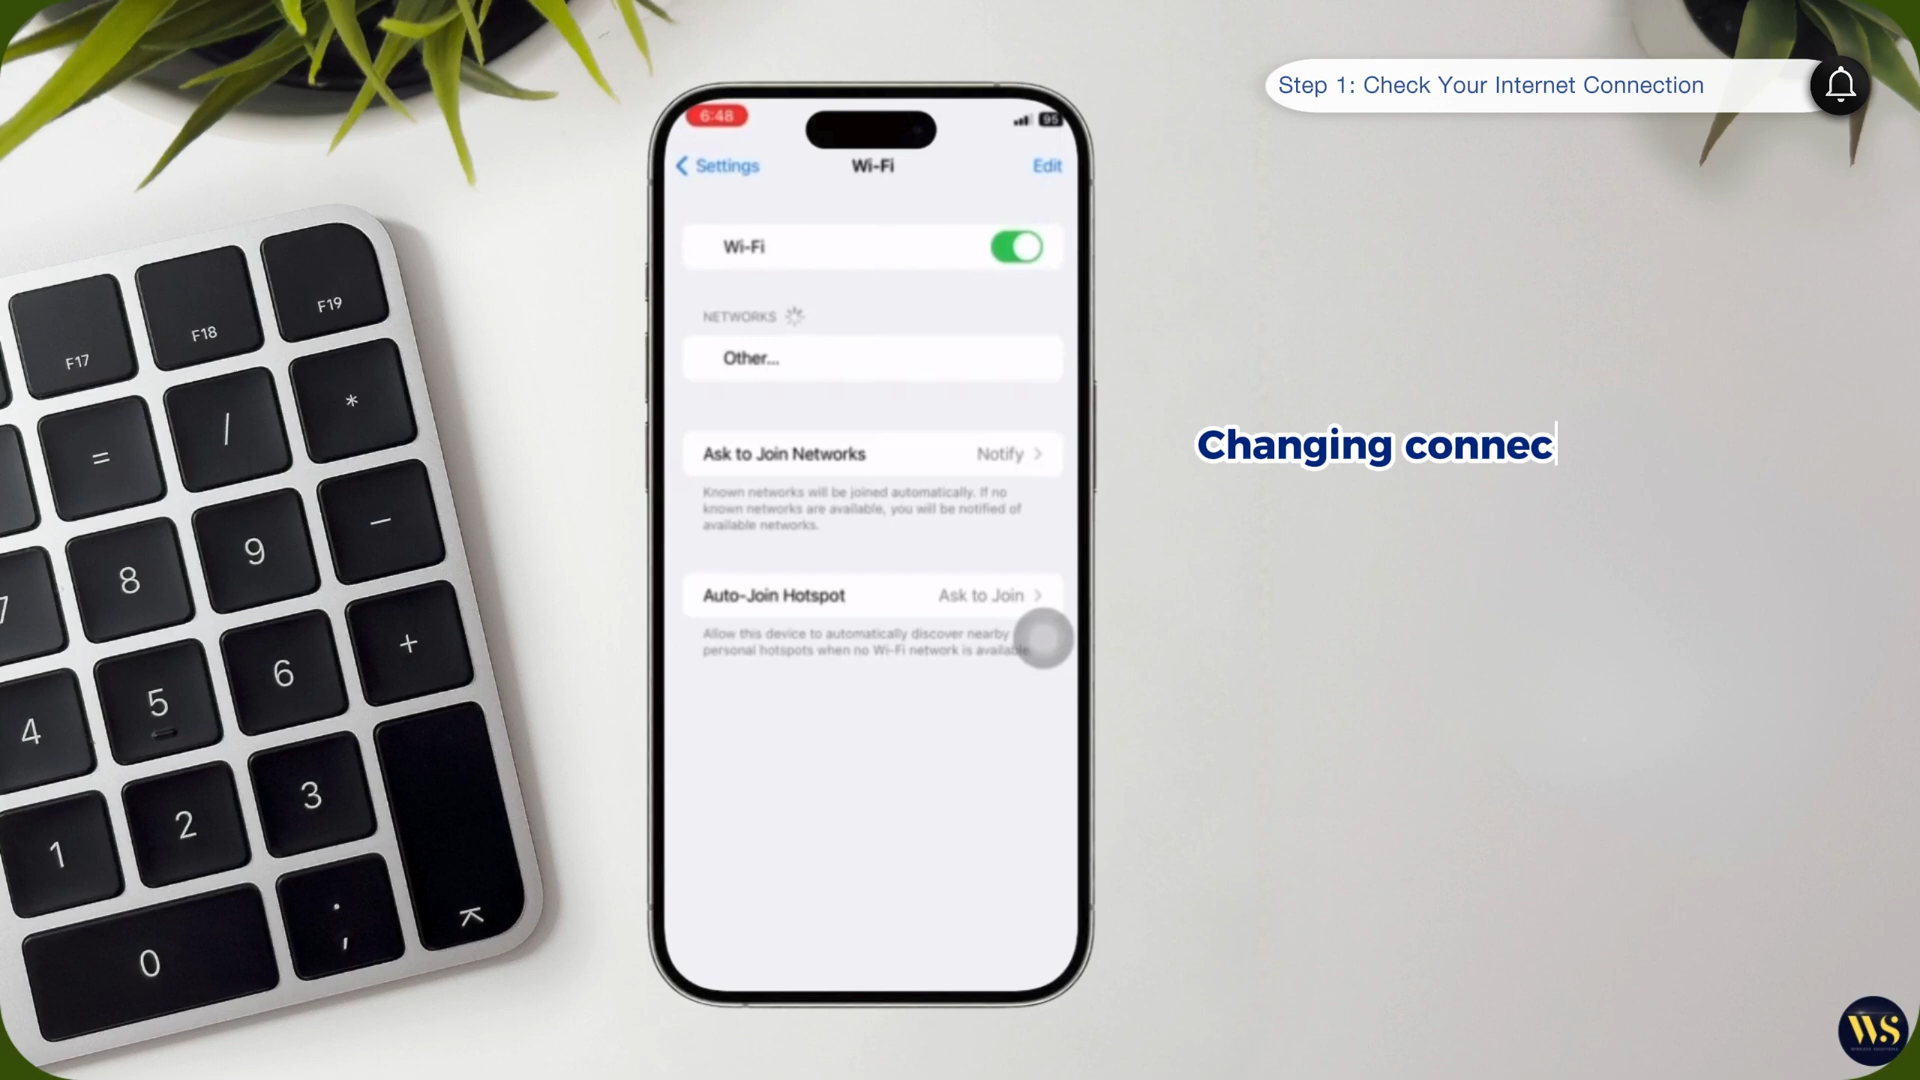 Step 1: Check Your Internet Connection
6:48
95
Settings
Wi-Fi
Edit
Wi-Fi
NETWORKS
Other...
Ask to Join Networks
Notify
Known networks will be joined automatically. If no
known networks are available, you will be notified of
available networks.
Auto-Join Hotspot
Ask to Join
Allow this device to automatically discover nearby
personal hotspots when no Wi-Fi network is available.
Changing connec
F17
F18
F19
=
/
*
7
8
9
−
4
5
6
+
1
2
3
0
.
,
WS